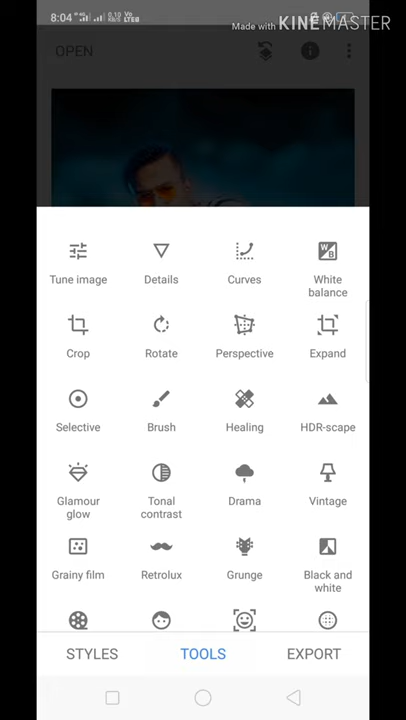 8:04
Made with KINEMASTER
OPEN
Tune image
Details
Curves
White balance
Crop
Rotate
Perspective
Expand
Selective
Brush
Healing
HDR-scape
Glamour glow
Tonal contrast
Drama
Vintage
Grainy film
Retrolux
Grunge
Black and white
STYLES
TOOLS
EXPORT